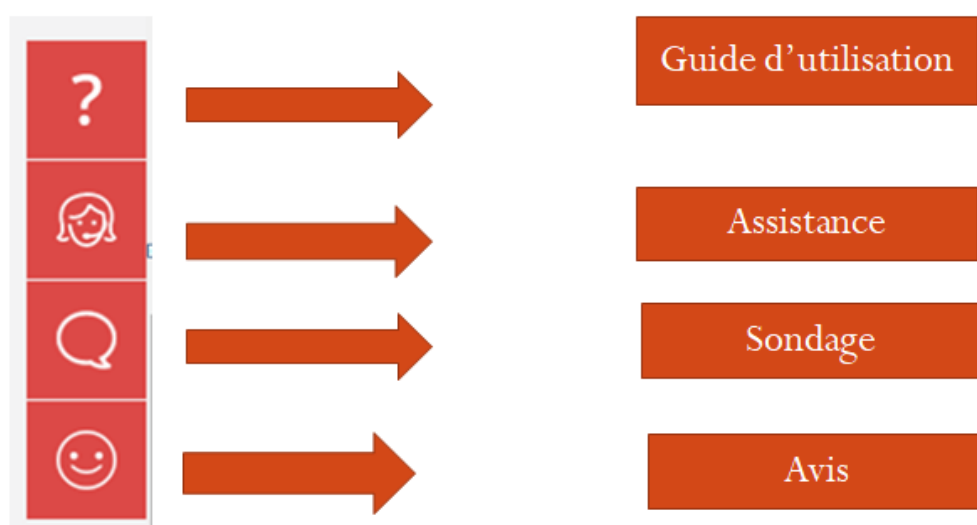 ?
Guide d’utilisation
Assistance
Sondage
Avis